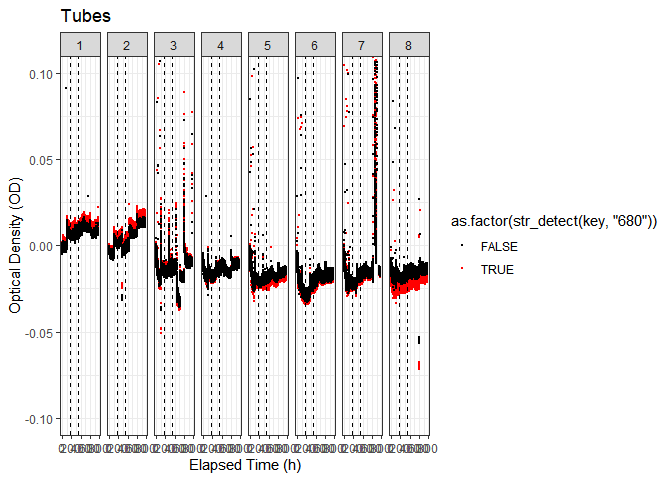 Tubes
1 2 3 4 5 6 7 8
0.10
0.05
0.00
-0.05
-0.10
Optical Density (OD)
Elapsed Time (h)
as.factor(str_detect(key, "680"))
FALSE
TRUE